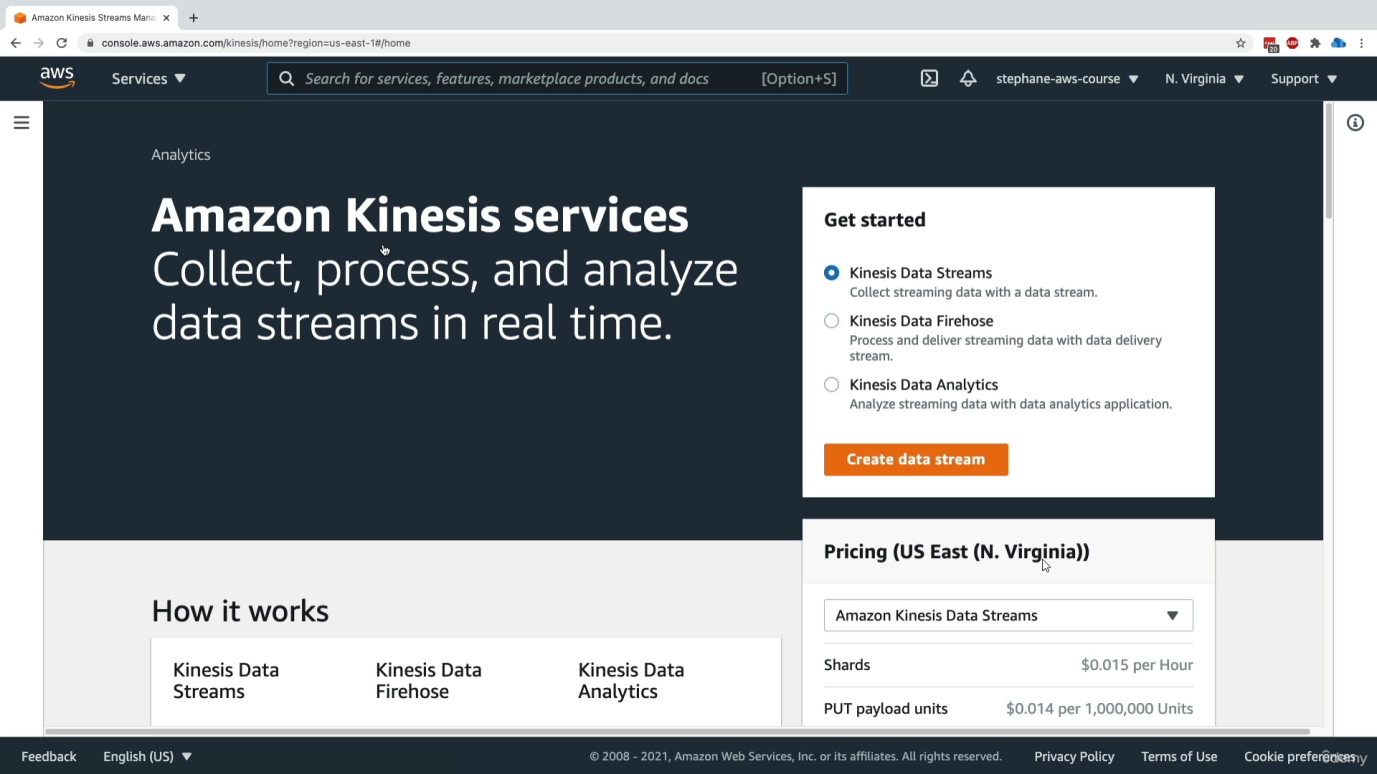 Amazon Kinesis Streams Mana
console.aws.amazon.com/kinesis/home?region=us-east-1#/home
20
ABP
aws
Services
Search for services, features, marketplace products, and docs [Option+S]
stephane-aws-course
N. Virginia
Support
Analytics
Amazon Kinesis services
Collect, process, and analyze
data streams in real time.
Get started
Kinesis Data Streams
Collect streaming data with a data stream.
Kinesis Data Firehose
Process and deliver streaming data with data delivery
stream.
Kinesis Data Analytics
Analyze streaming data with data analytics application.
Create data stream
Pricing (US East (N. Virginia))
Amazon Kinesis Data Streams
Shards $0.015 per Hour
PUT payload units $0.014 per 1,000,000 Units
How it works
Kinesis Data
Streams
Kinesis Data
Firehose
Kinesis Data
Analytics
Feedback
English (US)
© 2008 - 2021, Amazon Web Services, Inc. or its affiliates. All rights reserved.
Privacy Policy
Terms of Use
Cookie preferences
Udemy